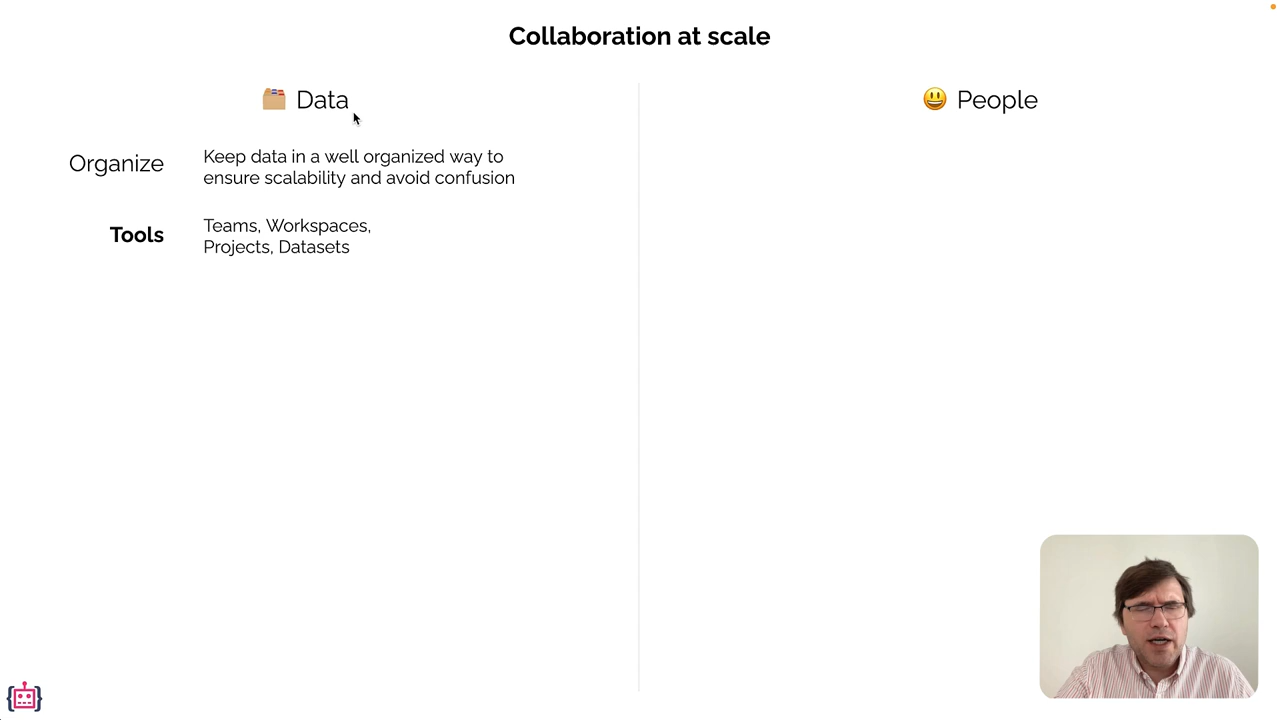 Collaboration at scale
Data
People
Organize
Keep data in a well organized way to
ensure scalability and avoid confusion
Tools
Teams, Workspaces,
Projects, Datasets